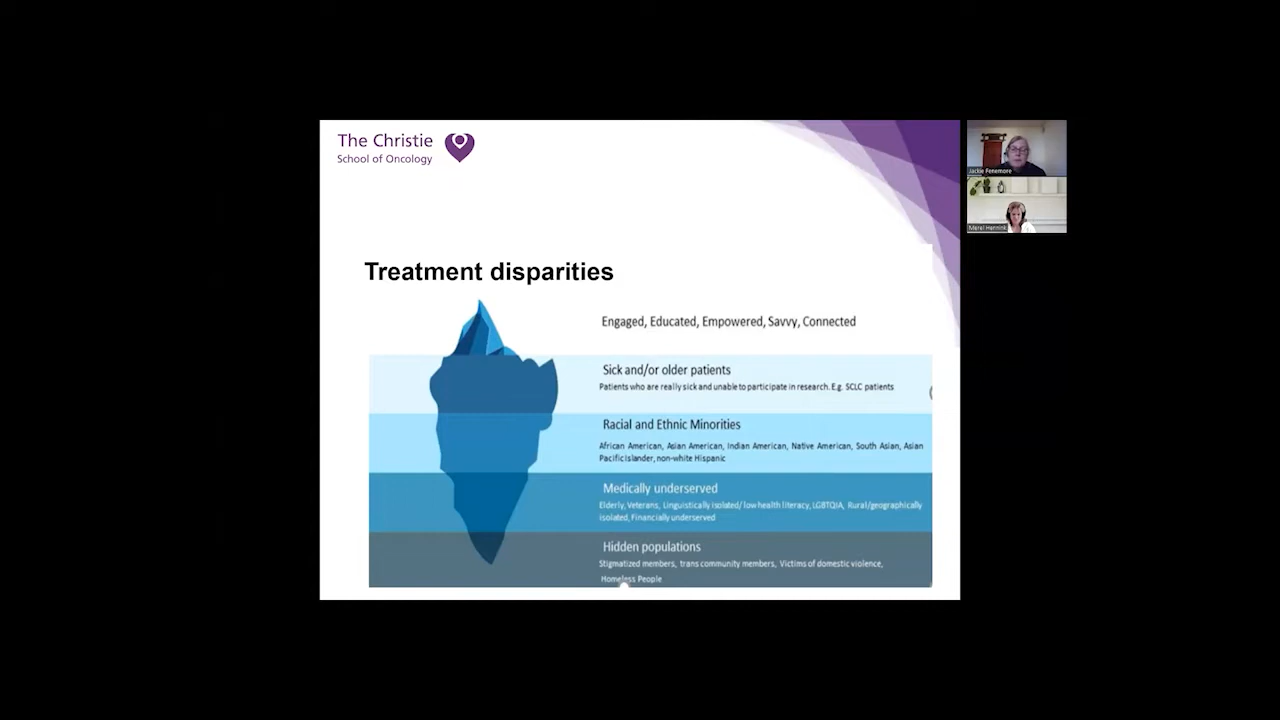 The Christie
School of Oncology
Jackie Fenemore
Merel Hennink
Treatment disparities
Engaged, Educated, Empowered, Savvy, Connected
Sick and/or older patients
Patients who are really sick and unable to participate in research. E.g. SCLC patients
Racial and Ethnic Minorities
African American, Asian American, Indian American, Native American, South Asian, Asian
Pacific Islander, non-white Hispanic
Medically underserved
Elderly, Veterans, Linguistically isolated/ low health literacy, LGBTQIA, Rural/geographically
isolated, Financially underserved
Hidden populations
Stigmatized members, trans community members, Victims of domestic violence,
Homeless People